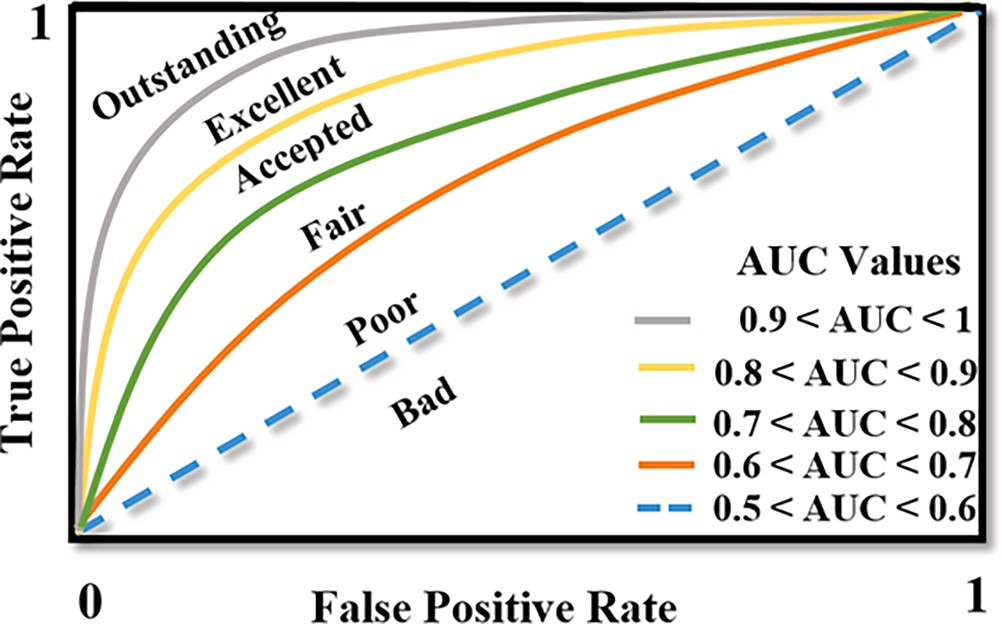 1
True Positive Rate
Outstanding
Excellent
Accepted
Fair
Poor
Bad
AUC Values
0.9 < AUC < 1
0.8 < AUC < 0.9
0.7 < AUC < 0.8
0.6 < AUC < 0.7
0.5 < AUC < 0.6
0
False Positive Rate
1